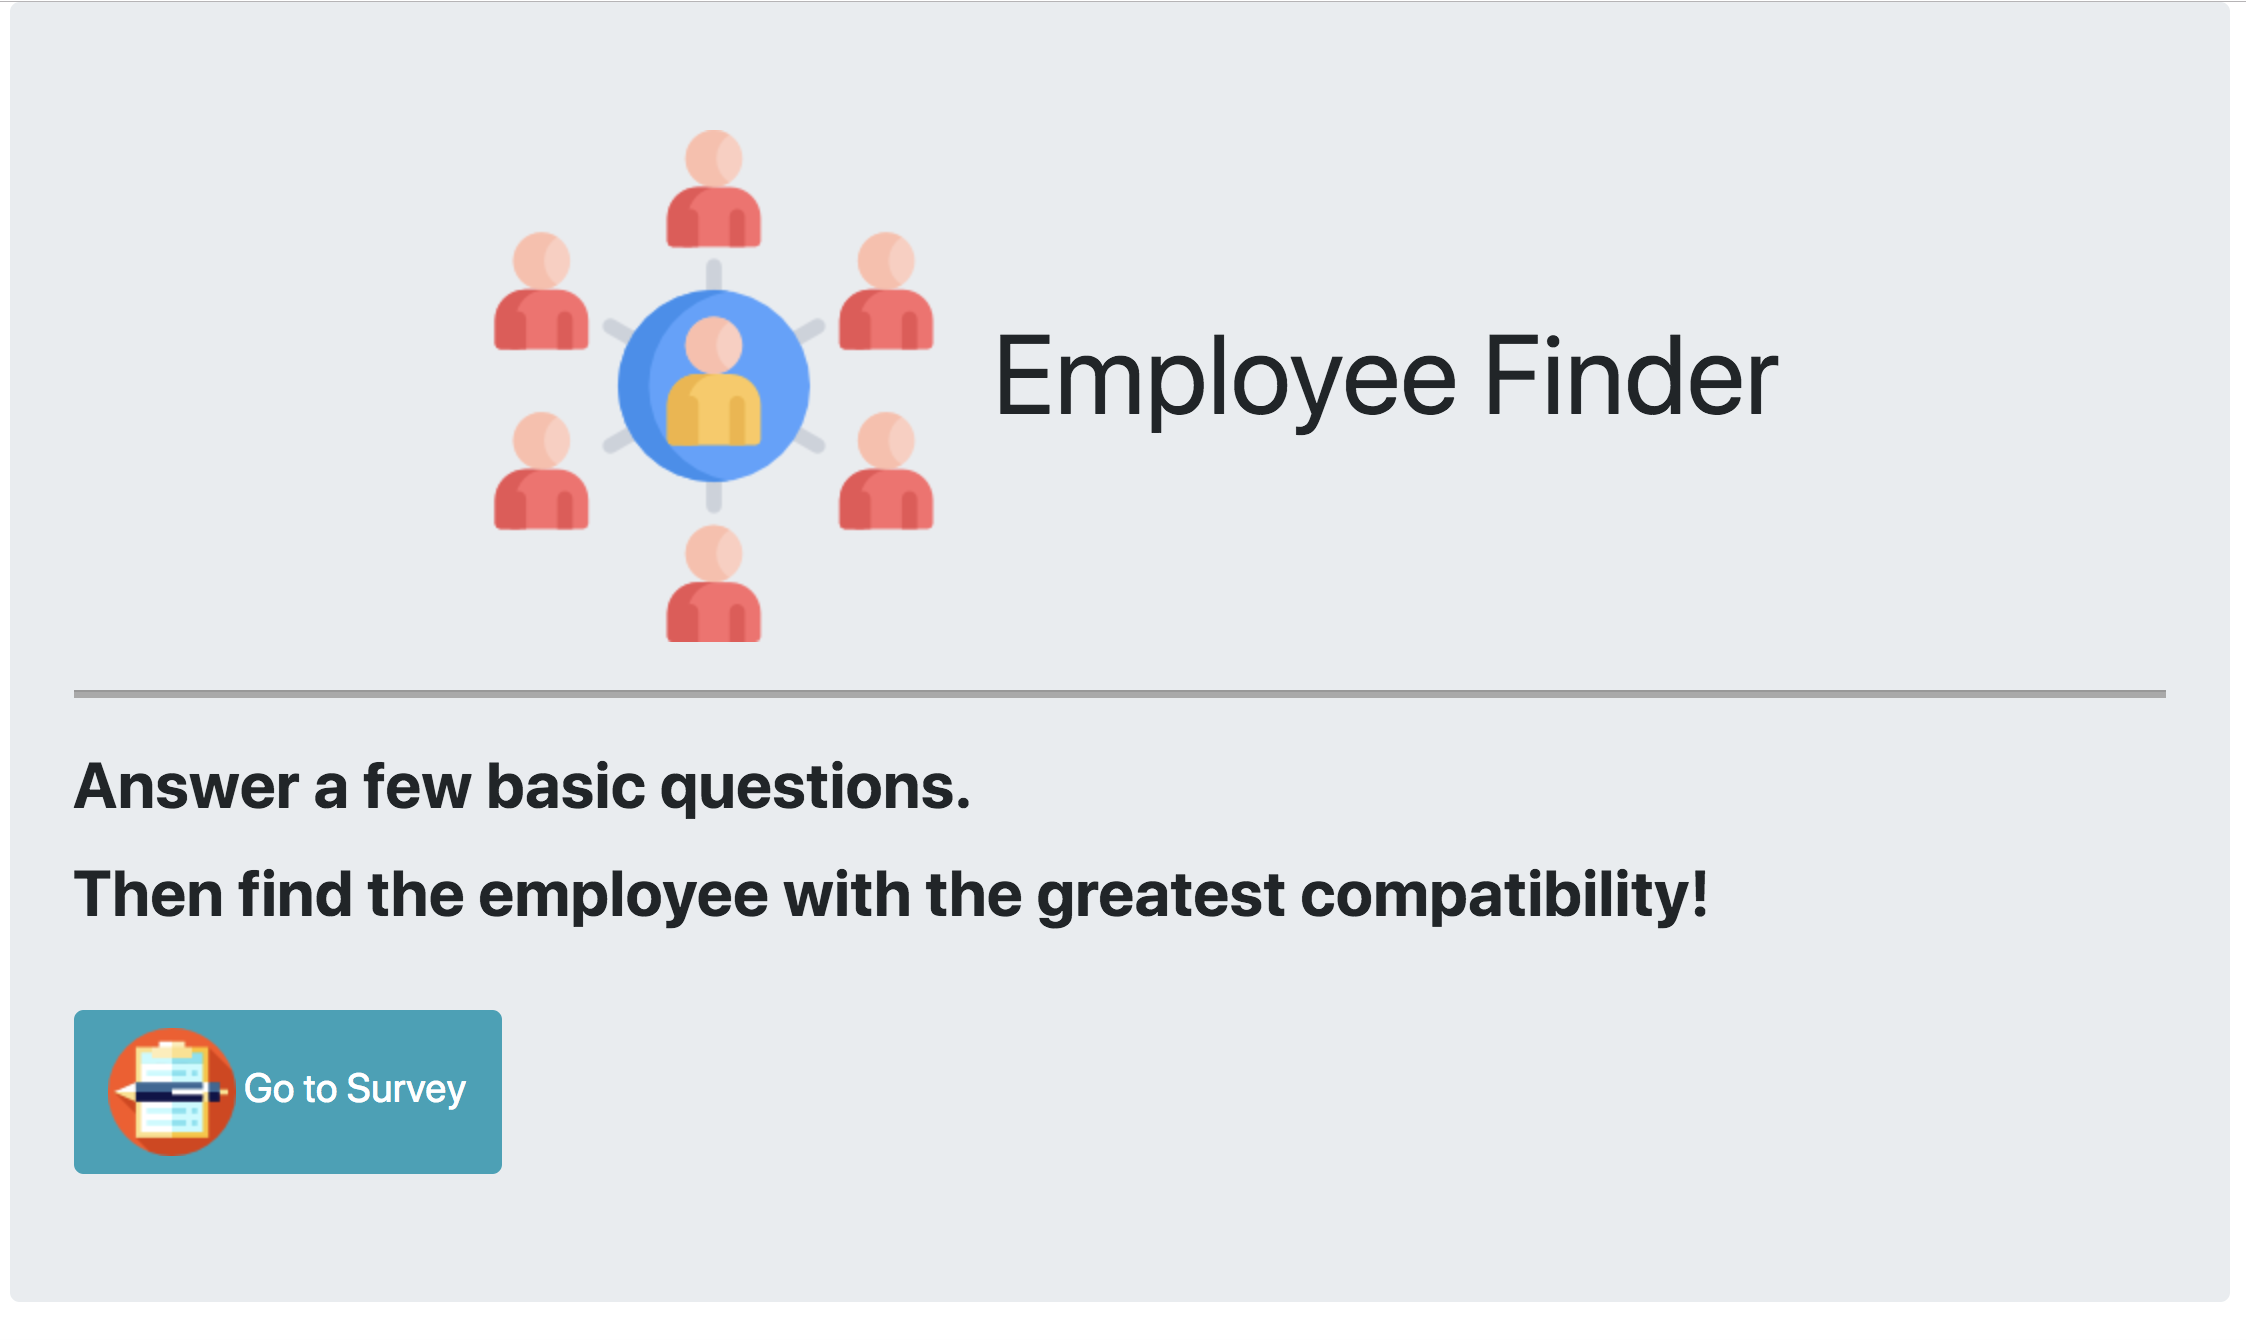 Employee Finder
Answer a few basic questions.
Then find the employee with the greatest compatibility!
Go to Survey